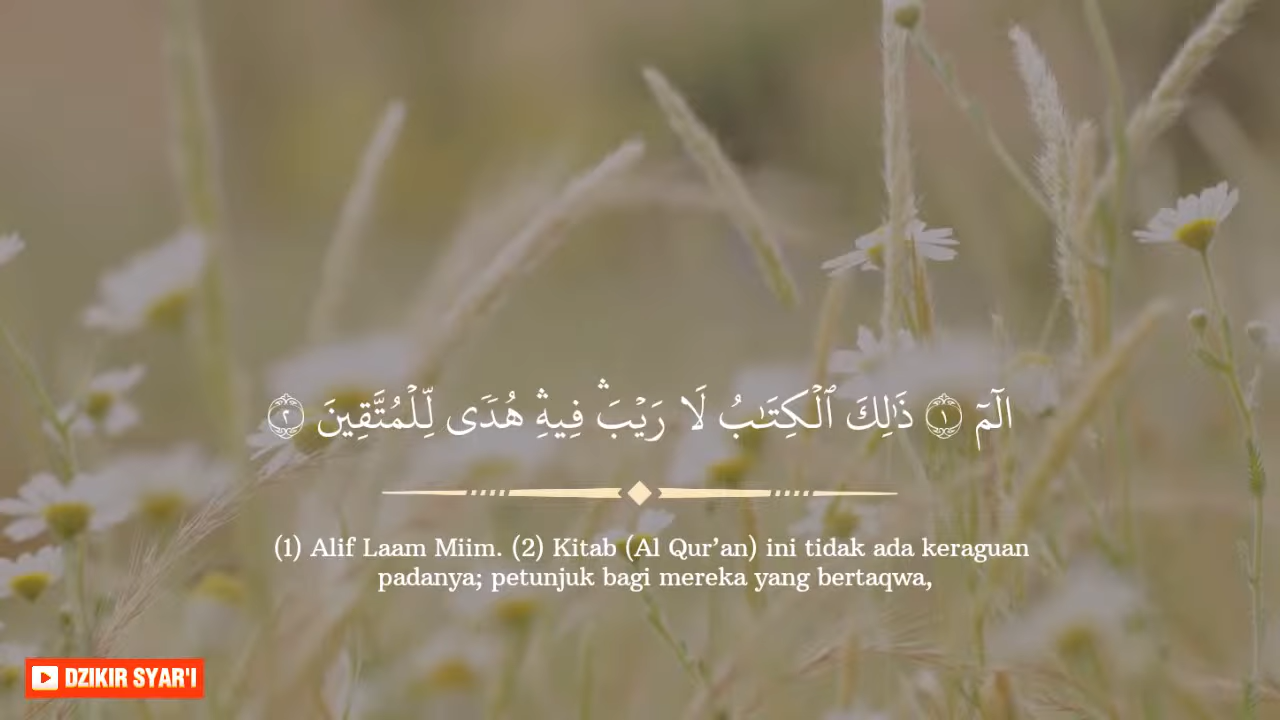 الٓمٓ ١ ذَٰلِكَ ٱلْكِتَـٰبُ لَا رَيْبَ ۛ فِيهِ ۛ هُدًى لِّلْمُتَّقِينَ ٢
(1) Alif Laam Miim. (2) Kitab (Al Qur’an) ini tidak ada keraguan
padanya; petunjuk bagi mereka yang bertaqwa,
DZIKIR SYAR'I